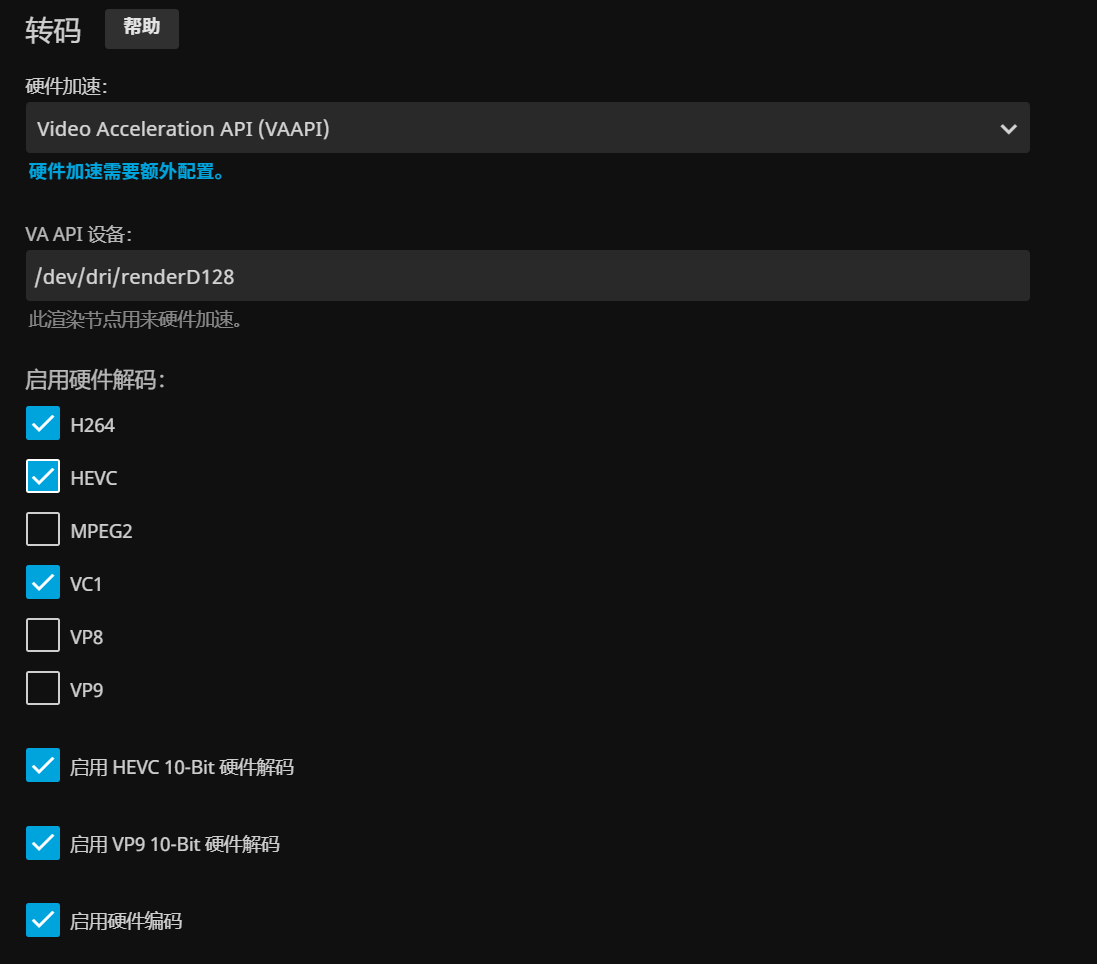 转码
帮助
硬件加速：
Video Acceleration API (VAAPI)
硬件加速需要额外配置。
VA API 设备：
/dev/dri/renderD128
此渲染节点用来硬件加速。
启用硬件解码：
H264
HEVC
MPEG2
VC1
VP8
VP9
启用 HEVC 10-Bit 硬件解码
启用 VP9 10-Bit 硬件解码
启用硬件编码